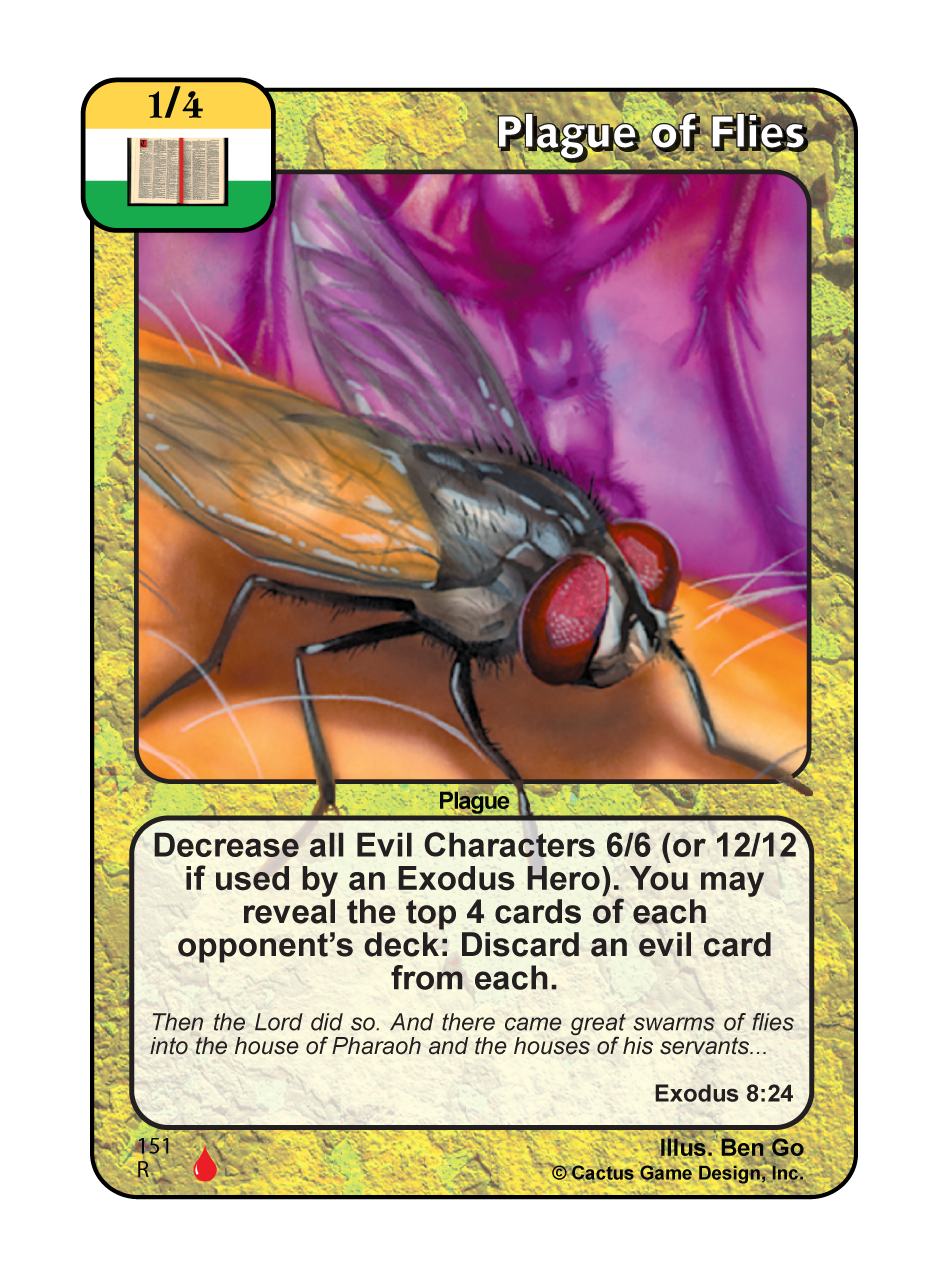 1/4
Plague of Flies
Plague
Decrease all Evil Characters 6/6 (or 12/12
if used by an Exodus Hero). You may
reveal the top 4 cards of each
opponent's deck: Discard an evil card
from each.
Then the Lord did so. And there came great swarms of flies
into the house of Pharaoh and the houses of his servants...
Exodus 8:24
151
R
Illus. Ben Go
© Cactus Game Design, Inc.